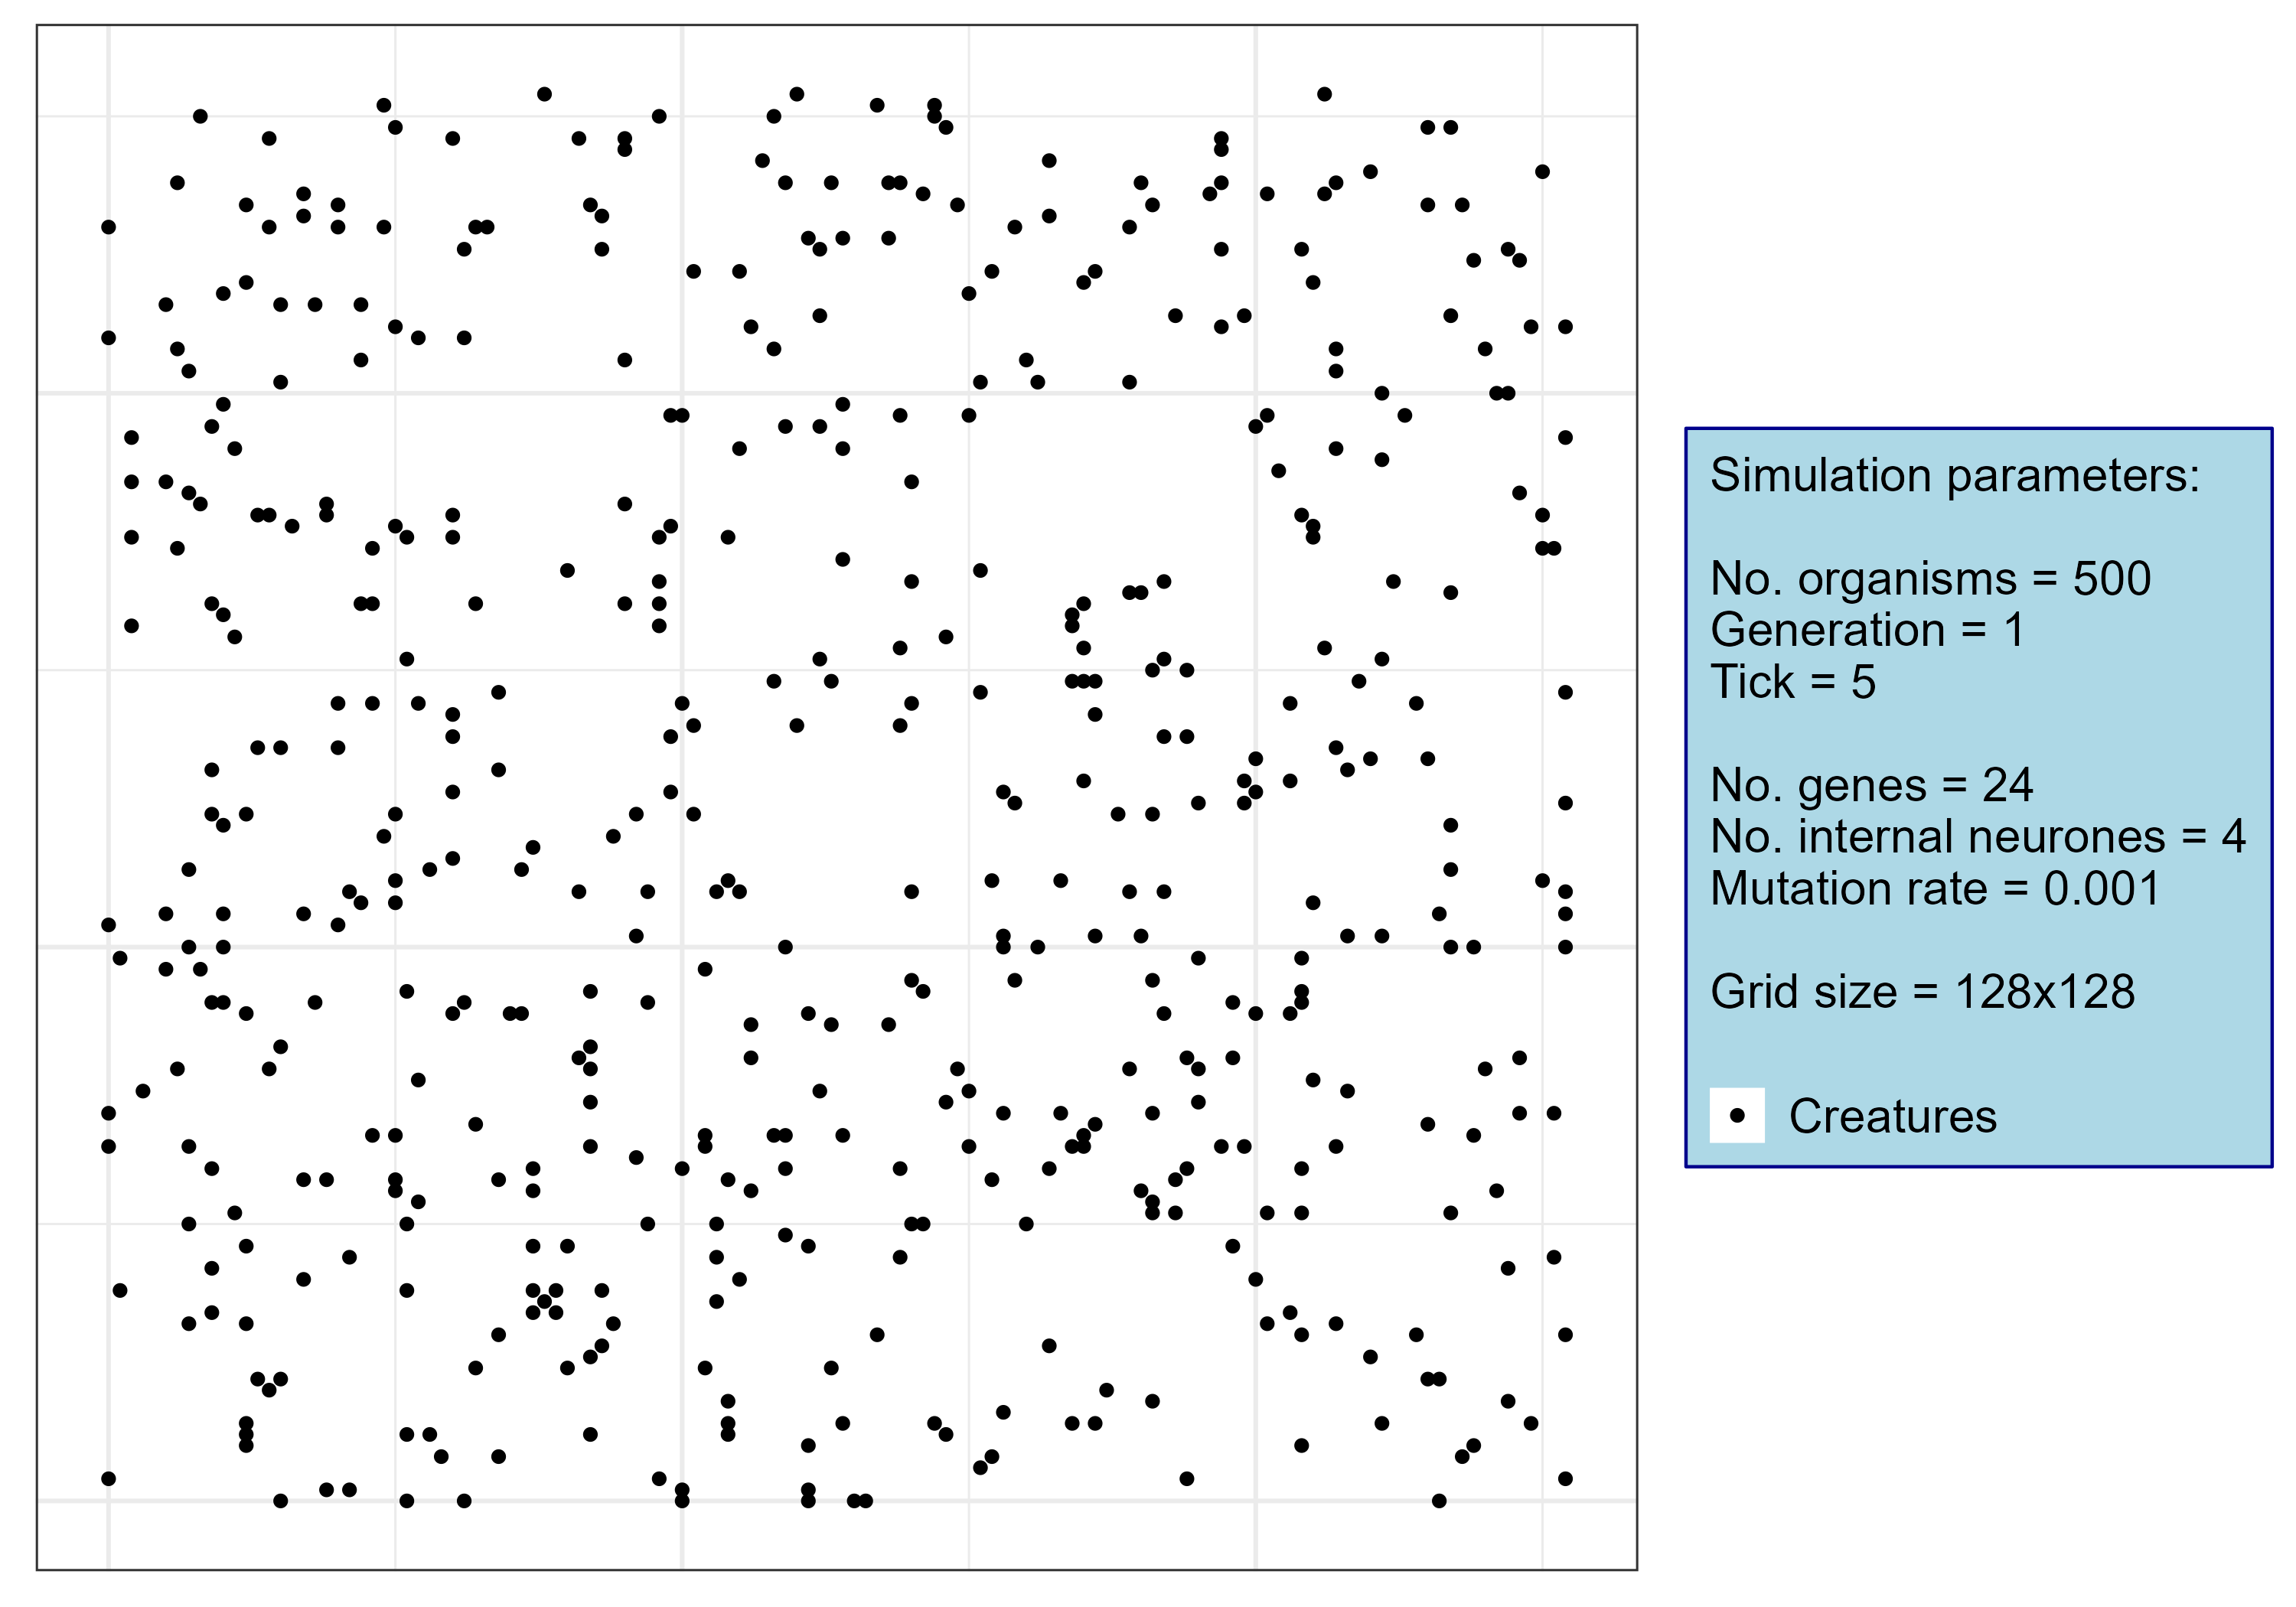 Simulation parameters:
No. organisms = 500
Generation = 1
Tick = 5
No. genes = 24
No. internal neurones = 4
Mutation rate = 0.001
Grid size = 128x128
Creatures